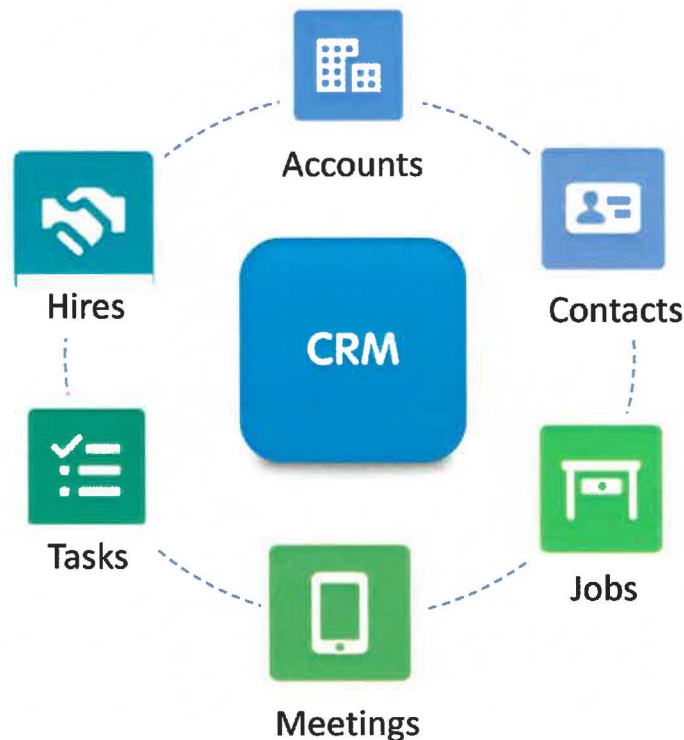 Accounts
Hires
Contacts
CRM
Tasks
Jobs
Meetings